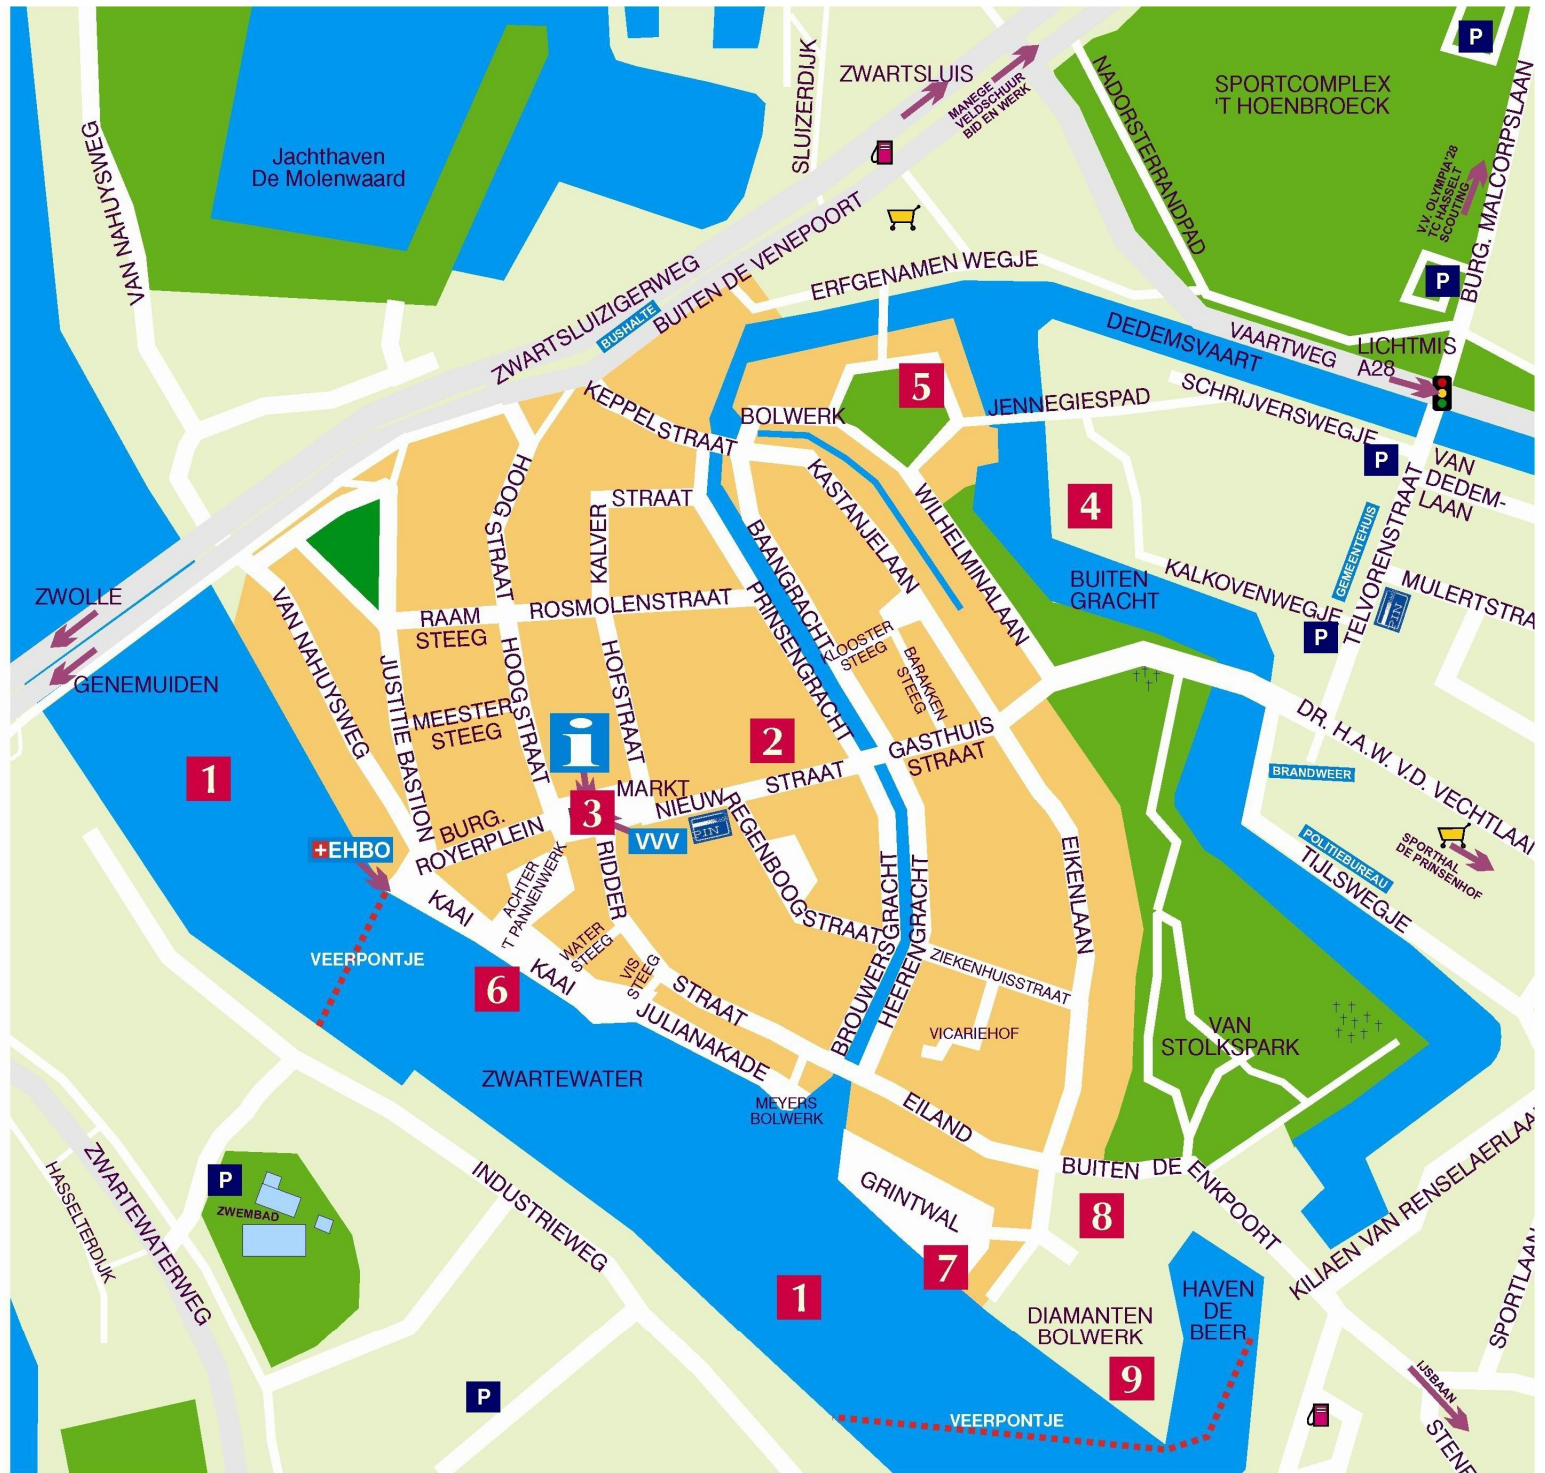 P
ZWARTSLUIS
MANEGE
VELDSCHUUR
BID EN WERK
SLUIZERDIJK
NADORSTERRANDPAD
SPORTCOMPLEX
'T HOENBROECK
V.V. OLYMPIA'28
TC HASSELT
SCOUTING
BURG. MALCORPSLAAN
P
Jachthaven
De Molenwaard
VAN NAHUYSWEG
ZWARTSLUIZIGERWEG
BUSHALTE
BUITEN DE VENEPOORT
ERFGENAMEN WEGJE
DEDEMSVAART
VAARTWEG
LICHTMIS
A28
5
KEPPELSTRAAT
BOLWERK
JENNEGIESPAD
SCHRIJVERSWEGJE
P
VAN
DEDEM-
LAAN
HOOG STRAAT
STRAAT
KALVER
KASTANJELAAN
WILHELMINALAAN
4
GEMEENTEHUIS
TELVORENSTRAAT
BUITEN
GRACHT
KALKOVENWEGJE
MULERTSTRA
PIN
P
ZWOLLE
GENEMUIDEN
VAN NAHUYSWEG
RAAM
STEEG
ROSMOLENSTRAAT
BAANGRACHT
PRINSENGRACHT
KLOOSTER
STEEG
BARAKKEN
STEEG
JUSTITIE BASTION
MEESTER
STEEG
HOOGSTRAAT
HOFSTRAAT
i
2
GASTHUIS
STRAAT
DR. H.A.W. V.D. VECHTLAAN
BRANDWEER
1
MARKT
3
NIEUW
STRAAT
BURG.
ROYERPLEIN
VVV
PIN
REGENBOOGSTRAAT
EHBO
POLITIEBUREAU
TIJLSWEGJE
SPORTHAL
DE PRINSENHOF
KAAI
ACHTER
'T PANNENWERK
RIDDER
BROUWERSGRACHT
HEERENGRACHT
EIKENLAAN
VEERPONTJE
6
KAAI
WATER
STEEG
VIS
STEEG
STRAAT
ZIEKENHUISSTRAAT
VICARIEHOF
VAN
STOLKSPARK
JULIANAKADE
ZWARTEWATER
MEYERS
BOLWERK
EILAND
BUITEN DE ENKPOORT
GRINTWAL
8
7
KILIAEN VAN RENSELAERLAA
SPORTLAAN
HASSELTERDIJK
ZWARTEWATERWEG
P
ZWEMBAD
INDUSTRIEWEG
1
DIAMANTEN
BOLWERK
HAVEN
DE
BEER
9
P
VEERPONTJE
IJSBAAN
STENE